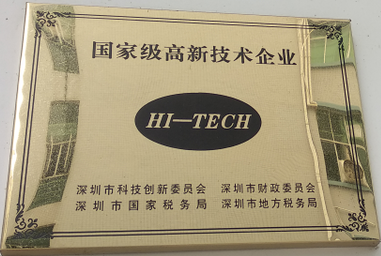 国家级高新技术企业
HI—TECH
深圳市科技创新委员会 深圳市财政委员会
深圳市国家税务局 深圳市地方税务局